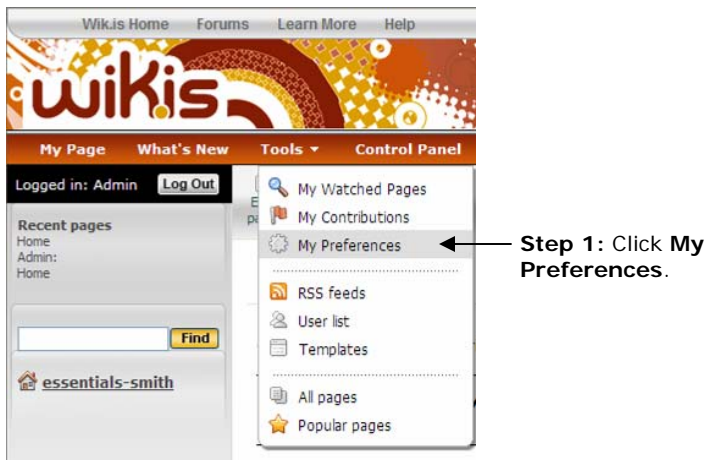 Wik.is Home Forums Learn More Help
wik.is
My Page What's New Tools Control Panel
Logged in: Admin Log Out
Recent pages
Home
Admin:
Home
Find
essentials-smith
My Watched Pages
My Contributions
My Preferences
RSS feeds
User list
Templates
All pages
Popular pages
Step 1: Click My
Preferences.